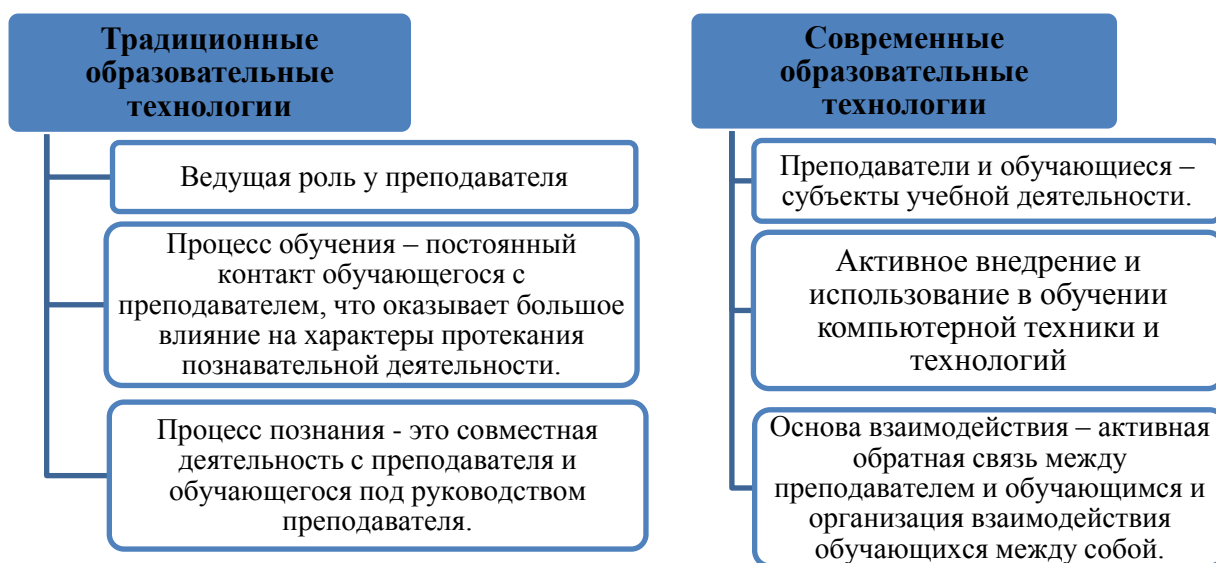 Традиционные
образовательные
технологии
Ведущая роль у преподавателя
Процесс обучения – постоянный
контакт обучающегося с
преподавателем, что оказывает большое
влияние на характеры протекания
познавательной деятельности.
Процесс познания - это совместная
деятельность с преподавателя и
обучающегося под руководством
преподавателя.
Современные
образовательные
технологии
Преподаватели и обучающиеся –
субъекты учебной деятельности.
Активное внедрение и
использование в обучении
компьютерной техники и
технологий
Основа взаимодействия – активная
обратная связь между
преподавателем и обучающимся и
организация взаимодействия
обучающихся между собой.